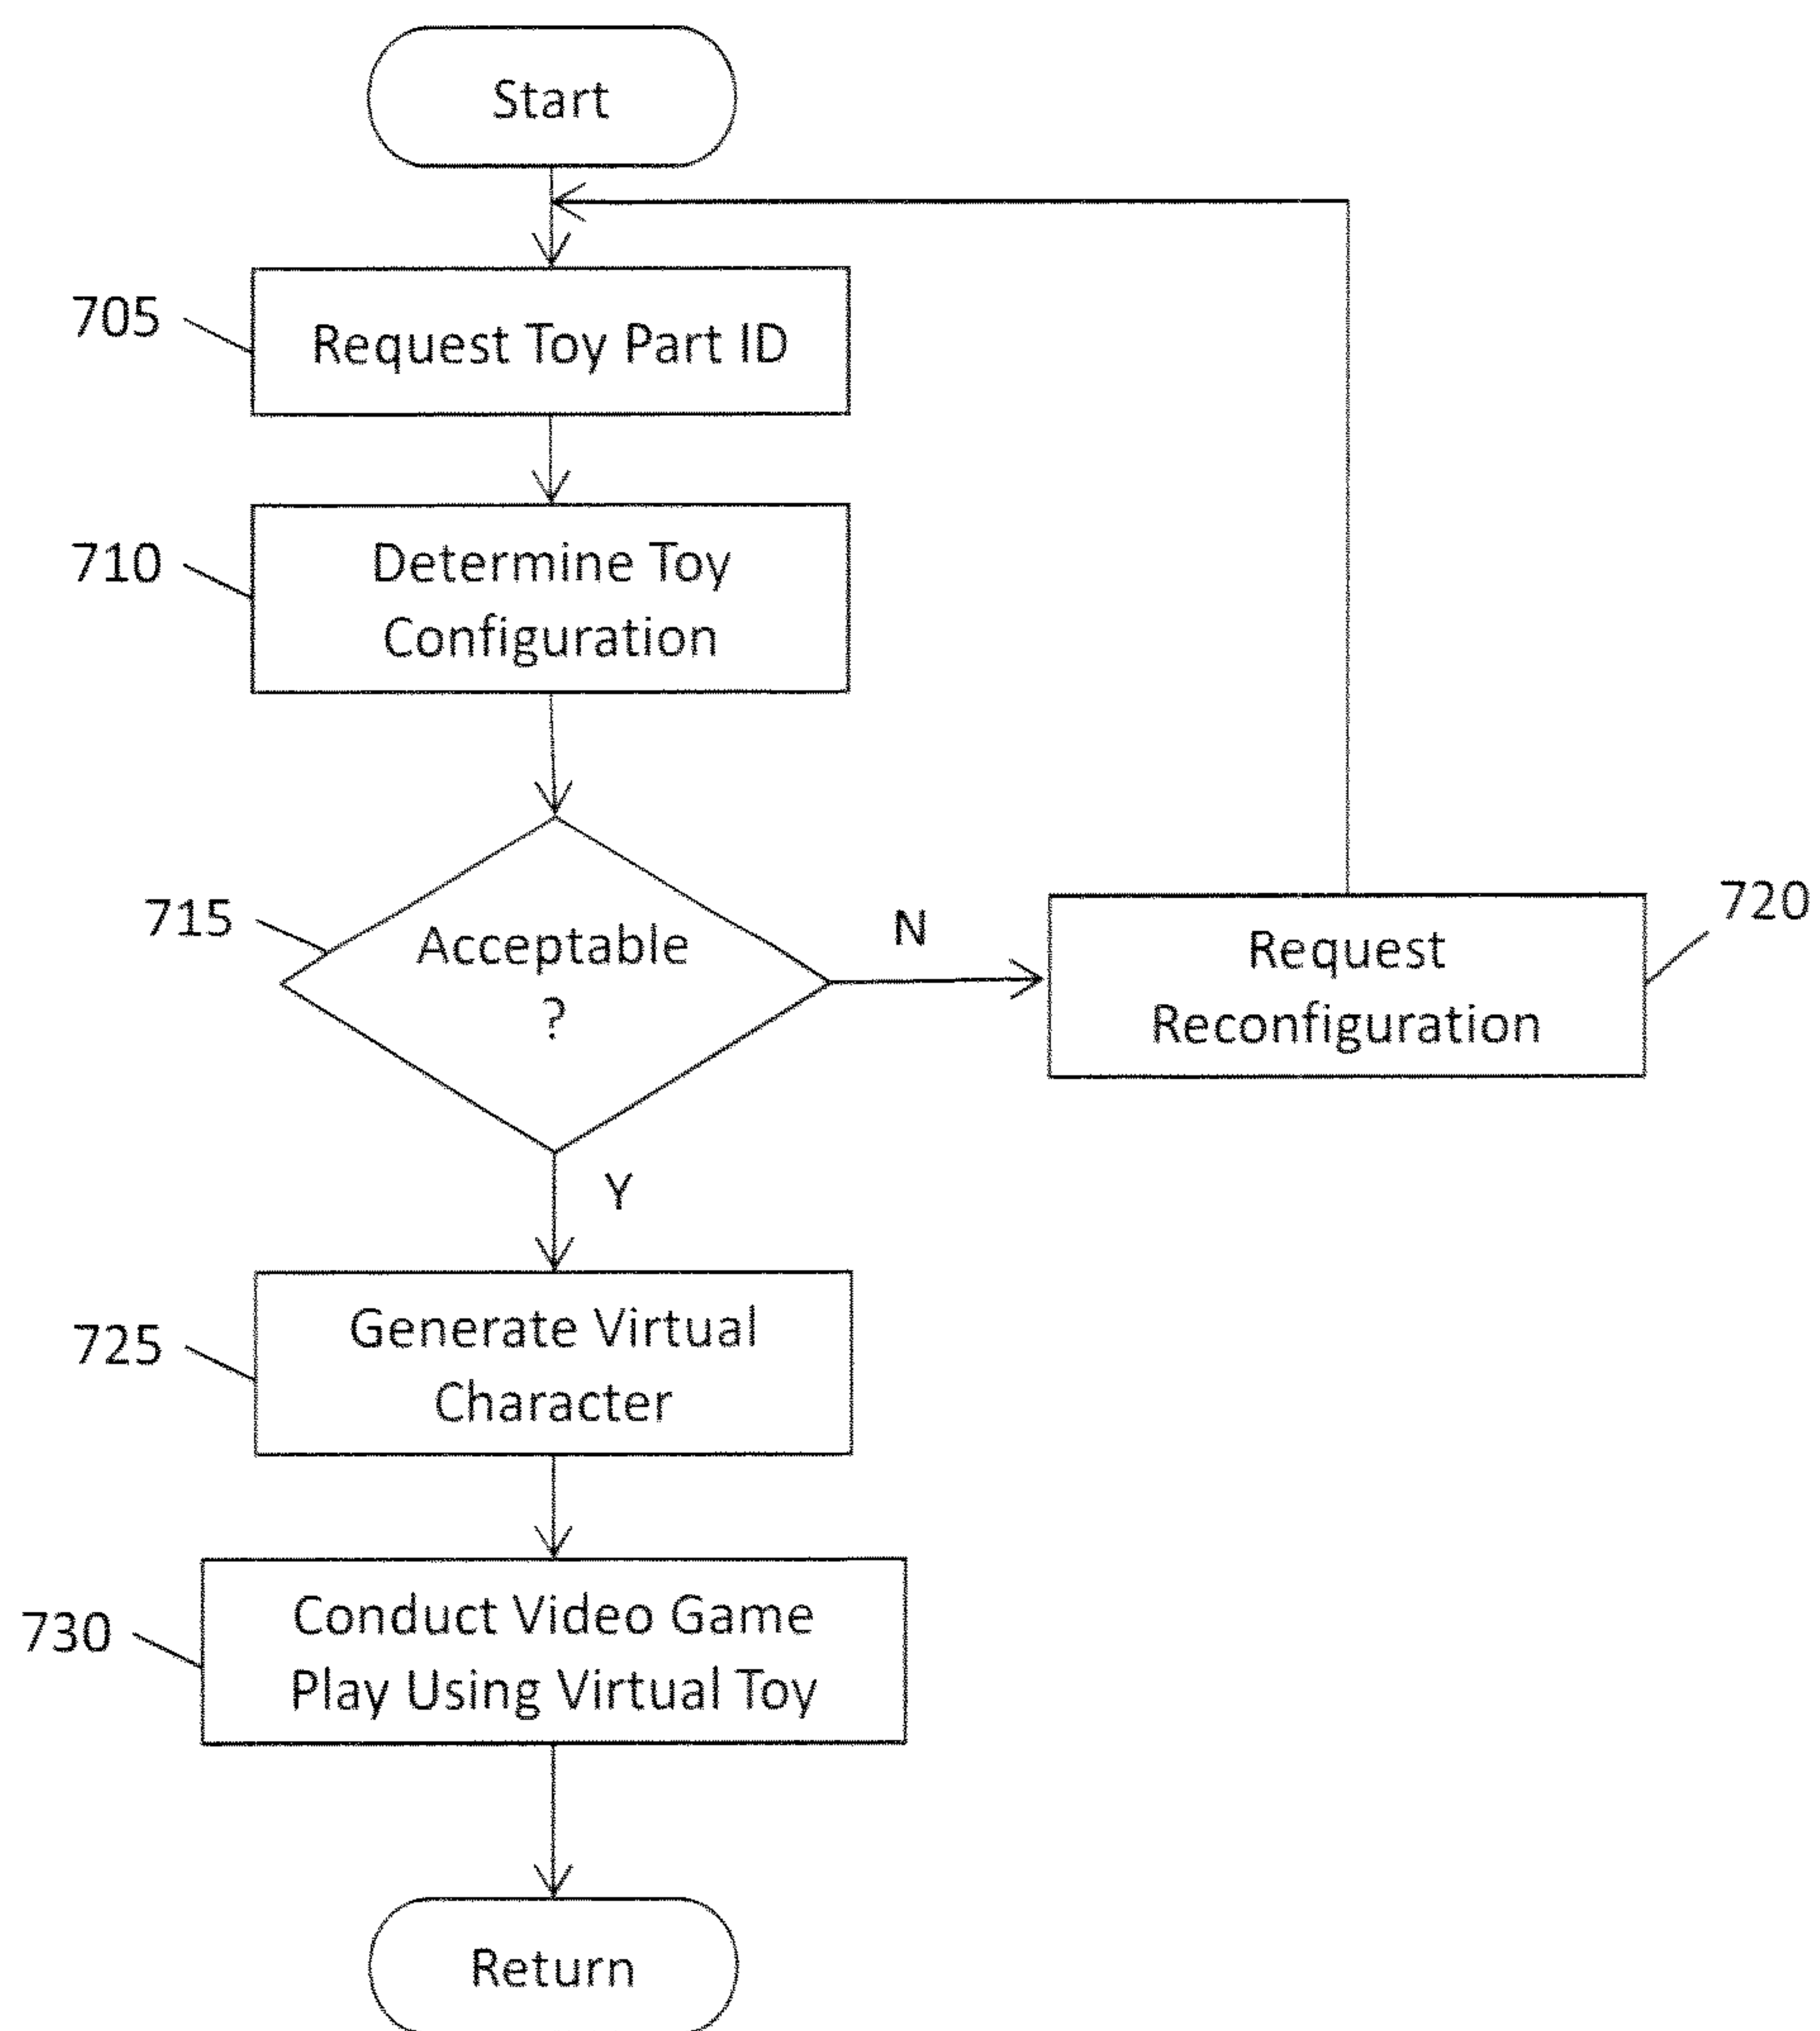 Start
705
Request Toy Part ID
710
Determine Toy
Configuration
715
Acceptable
?
N
720
Request
Reconfiguration
Y
725
Generate Virtual
Character
730
Conduct Video Game
Play Using Virtual Toy
Return